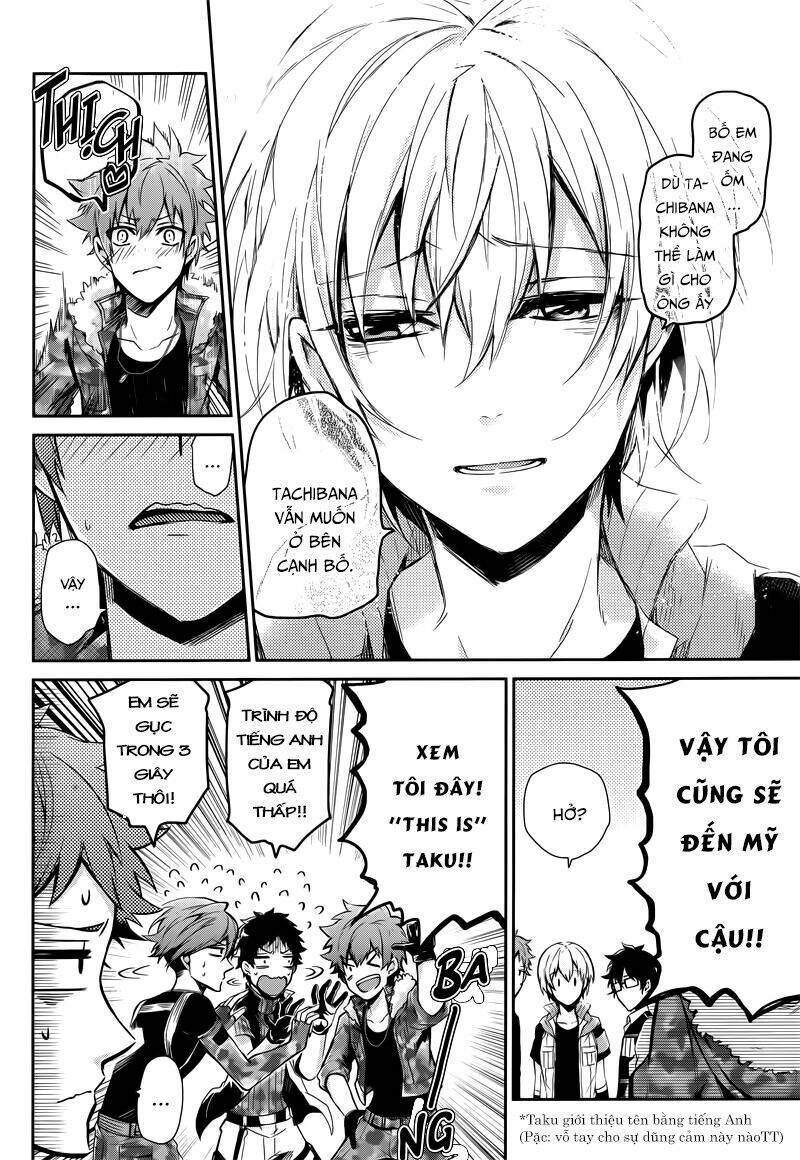 BỐ EM
ĐANG
ỐM
...
DÙ TA-
CHIBANA
KHÔNG
THỂ LÀM
GÌ CHO
ÔNG ẤY
TACHIBANA
VẪN MUỐN
Ở BÊN
CẠNH BỐ.
THỊCH
...
VẬY
...
VẬY TÔI
CŨNG SẼ
ĐẾN MỸ
VỚI
CẬU!!
HỞ?
XEM
TÔI ĐÂY!
"THIS IS"
TAKU!!
TRÌNH ĐỘ
TIẾNG ANH
CỦA EM
QUÁ
THẤP!!
EM SẼ
GỤC
TRONG 3
GIÂY
THÔI!
BA
NG
...
*Taku giới thiệu tên bằng tiếng Anh
(Pặc: vỗ tay cho sự dũng cảm này nàoTT)